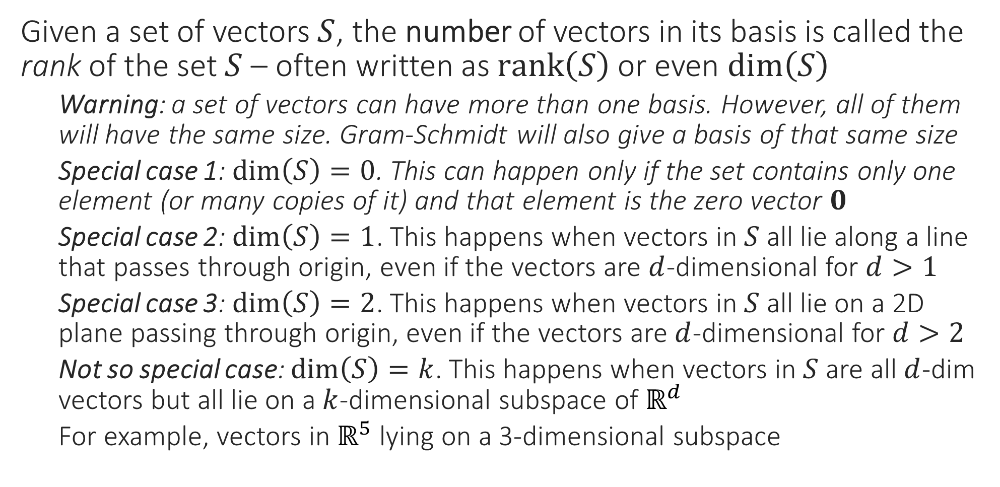 Given a set of vectors 𝑆, the number of vectors in its basis is called the
rank of the set 𝑆 – often written as rank(𝑆) or even dim(𝑆)
Warning: a set of vectors can have more than one basis. However, all of them
will have the same size. Gram-Schmidt will also give a basis of that same size
Special case 1: dim(𝑆) = 0. This can happen only if the set contains only one
element (or many copies of it) and that element is the zero vector 𝟎
Special case 2: dim(𝑆) = 1. This happens when vectors in 𝑆 all lie along a line
that passes through origin, even if the vectors are 𝑑-dimensional for 𝑑 > 1
Special case 3: dim(𝑆) = 2. This happens when vectors in 𝑆 all lie on a 2D
plane passing through origin, even if the vectors are 𝑑-dimensional for 𝑑 > 2
Not so special case: dim(𝑆) = 𝑘. This happens when vectors in 𝑆 are all 𝑑-dim
vectors but all lie on a 𝑘-dimensional subspace of ℝ^𝑑
For example, vectors in ℝ⁵ lying on a 3-dimensional subspace